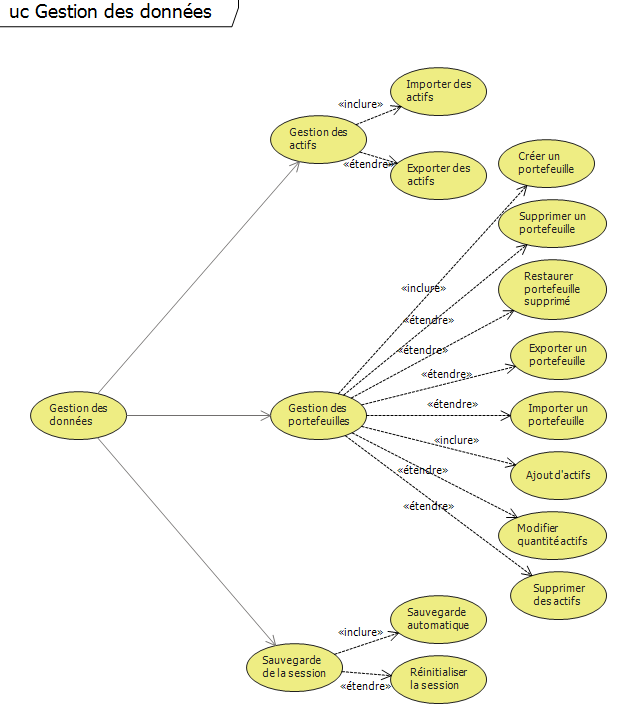 uc Gestion des données
Importer des
actifs
«inclure»
Gestion des
actifs
«étendre»
Exporter des
actifs
Créer un
portefeuille
Supprimer un
portefeuille
Restaurer
portefeuille
supprimé
«inclure»
«étendre»
«étendre»
Exporter un
portefeuille
«étendre»
Gestion des
données
Gestion des
portefeuilles
«étendre»
Importer un
portefeuille
«inclure»
Ajout d'actifs
«étendre»
Modifier
quantité actifs
«étendre»
Supprimer
des actifs
Sauvegarde
automatique
«inclure»
Sauvegarde
de la session
«étendre»
Réinitialiser
la session